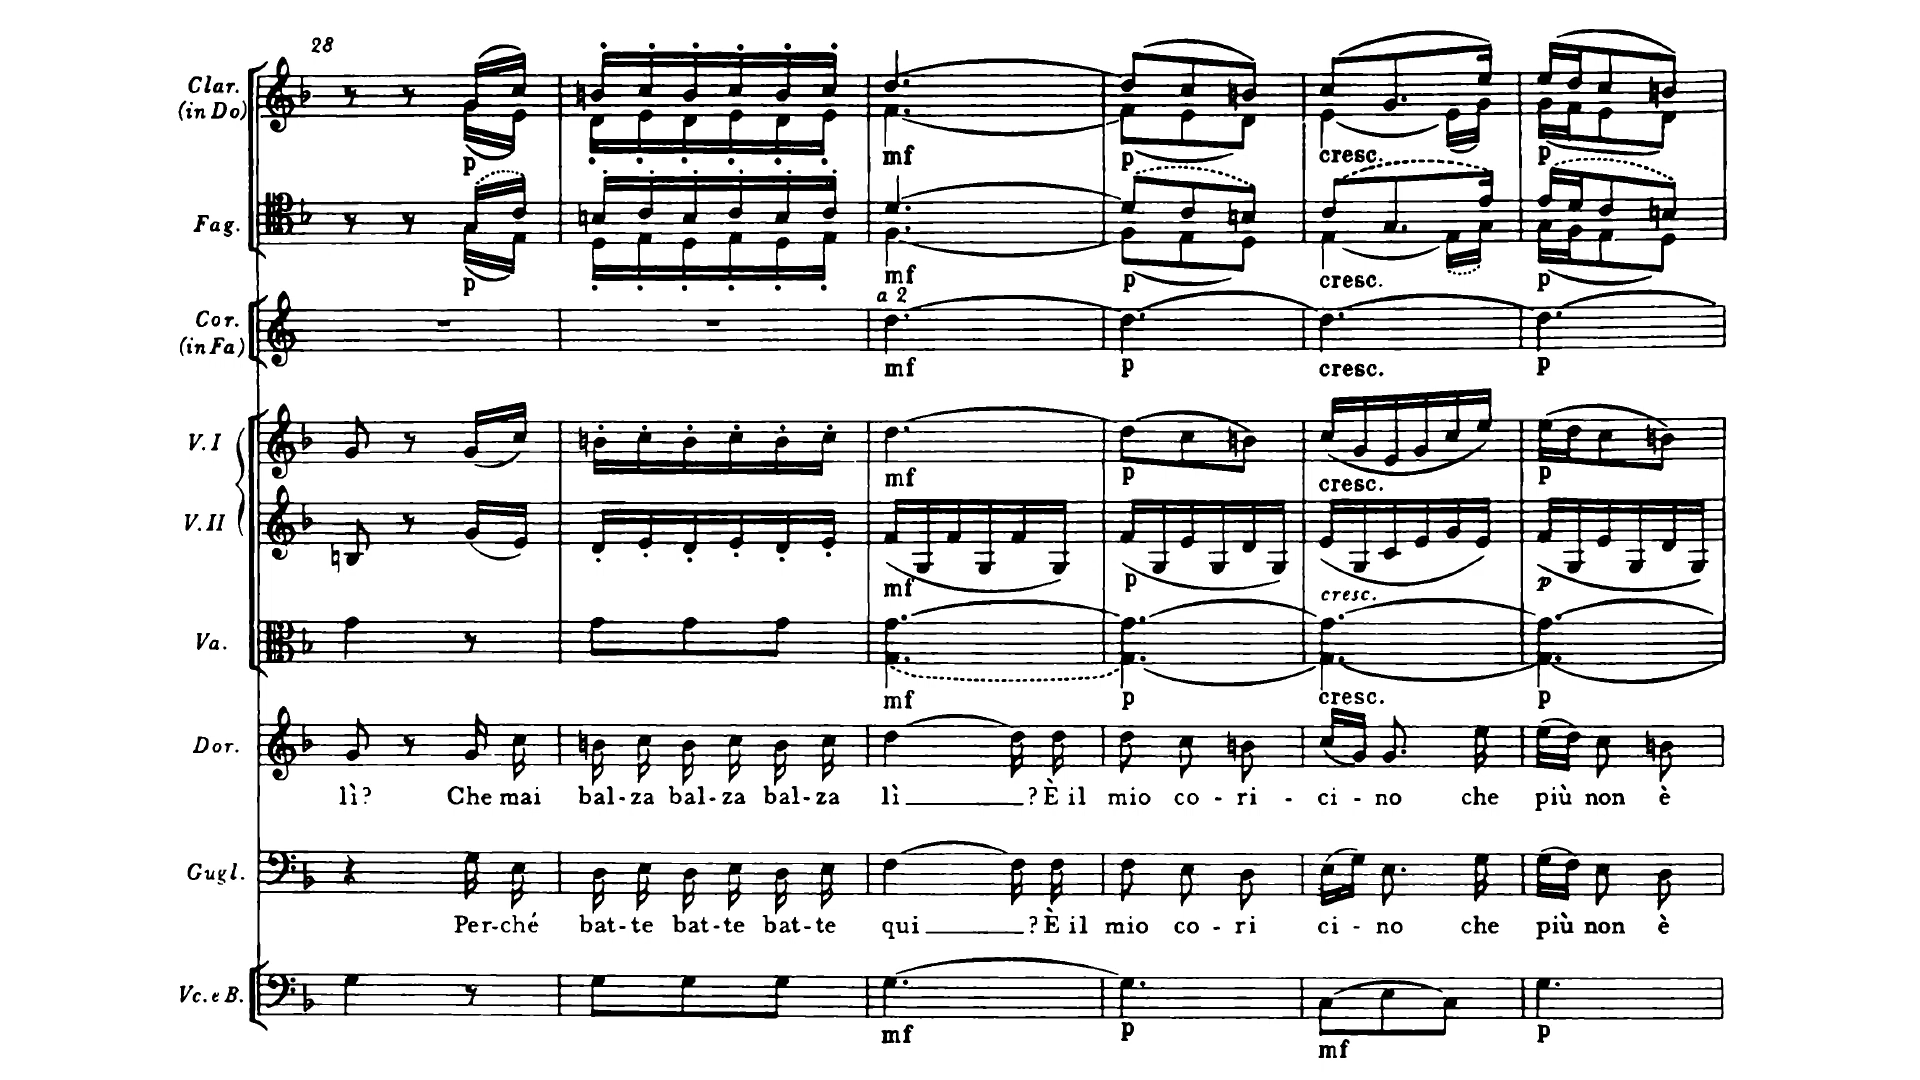 28
Clar.
(in Do)
p
mf
p
cresc.
p
Fag.
p
mf
p
cresc.
p
Cor.
(in Fa)
a 2
mf
p
cresc.
p
V. I
mf
p
cresc.
p
V. II
mf
p
cresc.
p
Va.
mf
p
cresc.
p
Dor.
lì? Che mai bal-za bal-za bal-za lì ? È il mio co - ri - ci - no che più non è
Gugl.
Per-ché bat-te bat-te bat-te qui ? È il mio co - ri ci - no che più non è
Vc. e B.
mf
p
mf
p